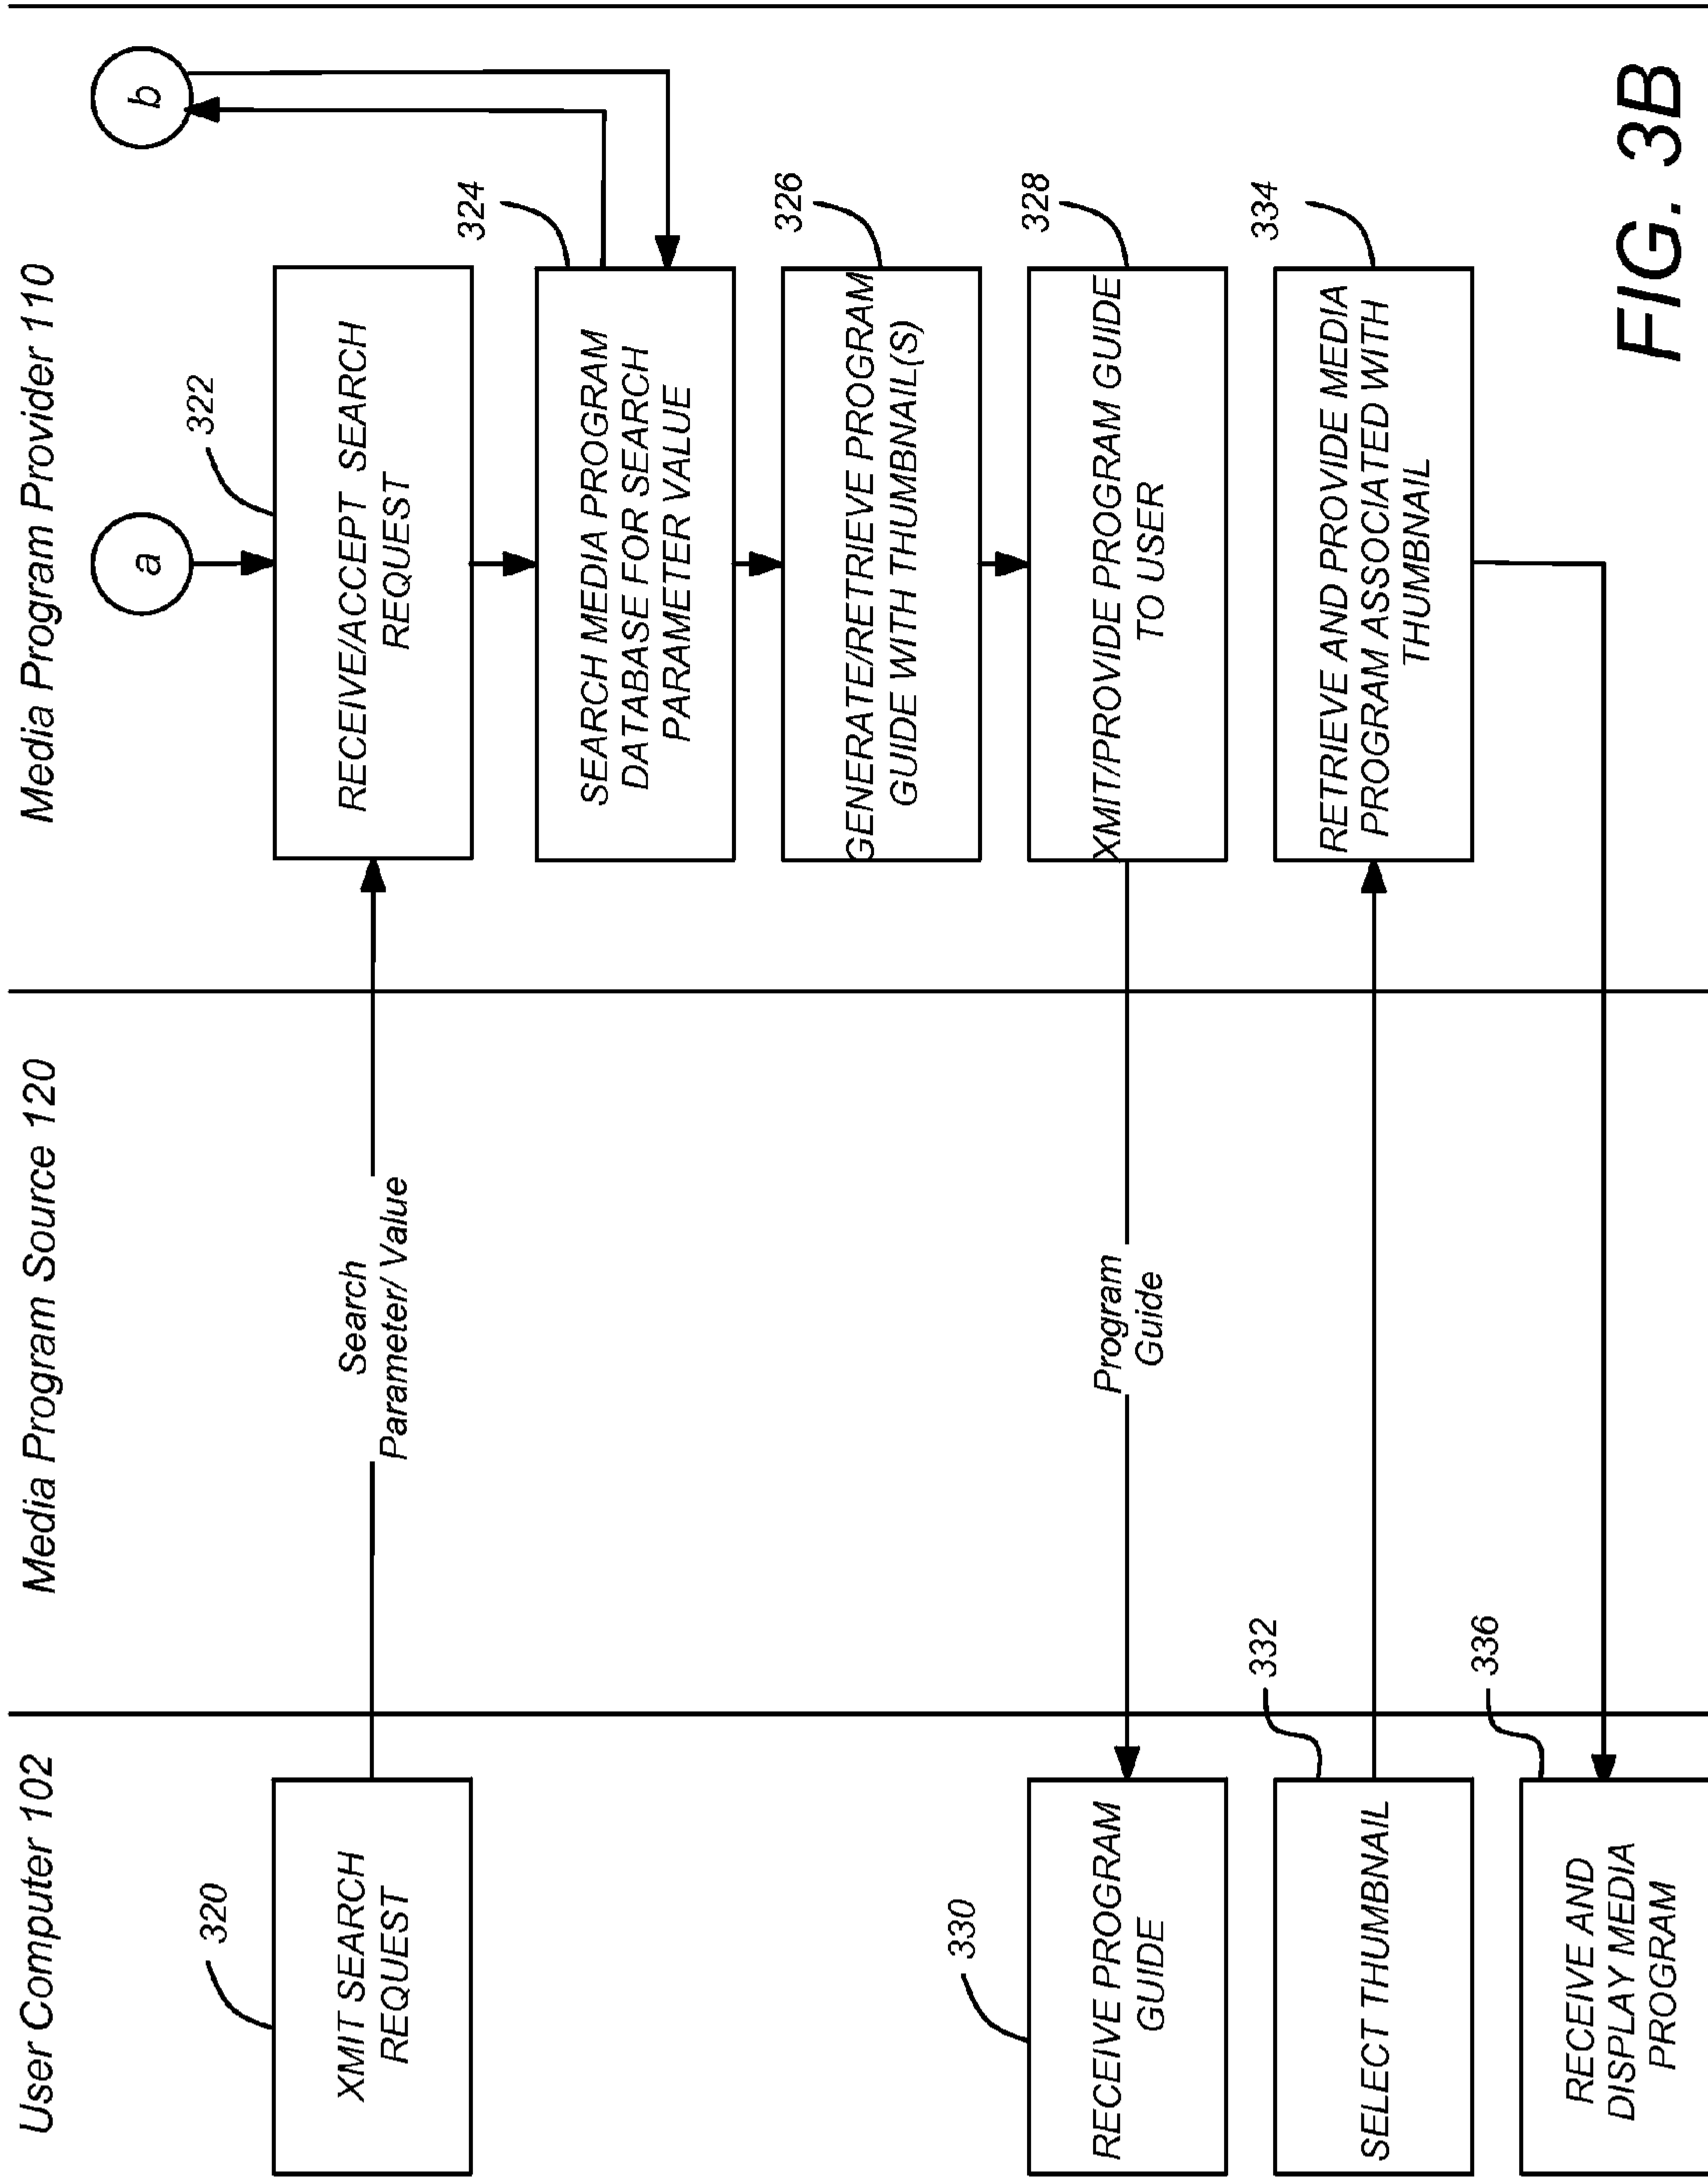 User Computer 102
Media Program Source 120
Media Program Provider 110
a
b
320
XMIT SEARCH
REQUEST
Search
Parameter/ Value
322
RECEIVE/ACCEPT SEARCH
REQUEST
324
SEARCH MEDIA PROGRAM
DATABASE FOR SEARCH
PARAMETER VALUE
326
GENERATE/RETRIEVE PROGRAM
GUIDE WITH THUMBNAIL(S)
328
XMIT/PROVIDE PROGRAM GUIDE
TO USER
Program
Guide
330
RECEIVE PROGRAM
GUIDE
332
SELECT THUMBNAIL
334
RETRIEVE AND PROVIDE MEDIA
PROGRAM ASSOCIATED WITH
THUMBNAIL
336
RECEIVE AND
DISPLAY MEDIA
PROGRAM
FIG. 3B